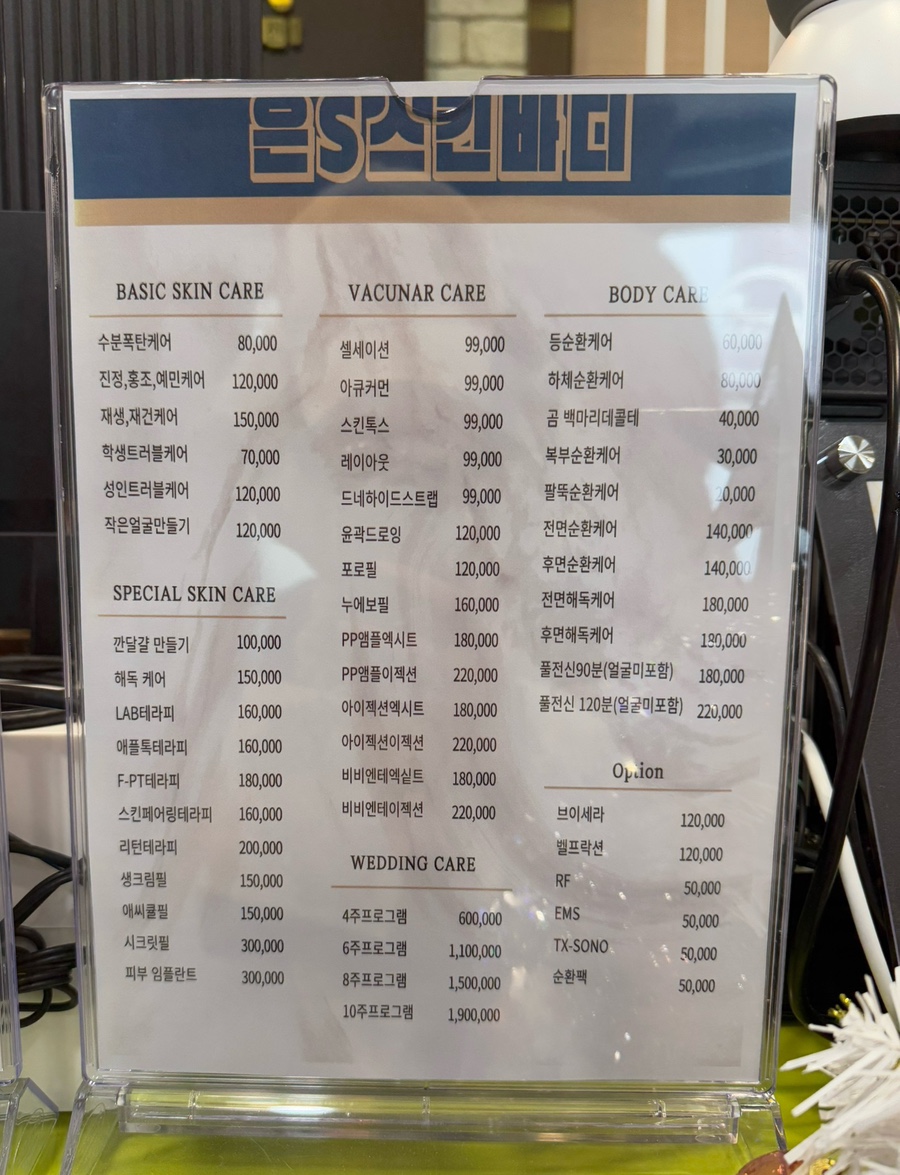 은S스킨바디
BASIC SKIN CARE
수분폭탄케어 80,000
진정,홍조,예민케어 120,000
재생,재건케어 150,000
학생트러블케어 70,000
성인트러블케어 120,000
작은얼굴만들기 120,000
SPECIAL SKIN CARE
깐달걀 만들기 100,000
해독 케어 150,000
LAB테라피 160,000
애플톡테라피 160,000
F-PT테라피 180,000
스킨페어링테라피 160,000
리턴테라피 200,000
생크림필 150,000
애씨쿨필 150,000
시크릿필 300,000
피부 임플란트 300,000
VACUNAR CARE
셀세이션 99,000
아큐커먼 99,000
스킨톡스 99,000
레이아웃 99,000
드네하이드스트랩 99,000
윤곽드로잉 120,000
포로필 120,000
누에보필 160,000
PP앰플엑시트 180,000
PP앰플이젝션 220,000
아이젝션엑시트 180,000
아이젝션이젝션 220,000
비비엔테엑싵트 180,000
비비엔테이젝션 220,000
WEDDING CARE
4주프로그램 600,000
6주프로그램 1,100,000
8주프로그램 1,500,000
10주프로그램 1,900,000
BODY CARE
등순환케어 60,000
하체순환케어 80,000
곰 백마리데콜테 40,000
복부순환케어 30,000
팔뚝순환케어 20,000
전면순환케어 140,000
후면순환케어 140,000
전면해독케어 180,000
후면해독케어 180,000
풀전신90분(얼굴미포함) 180,000
풀전신 120분(얼굴미포함) 220,000
Option
브이세라 120,000
벨프락션 120,000
RF 50,000
EMS 50,000
TX-SONO 50,000
순환팩 50,000